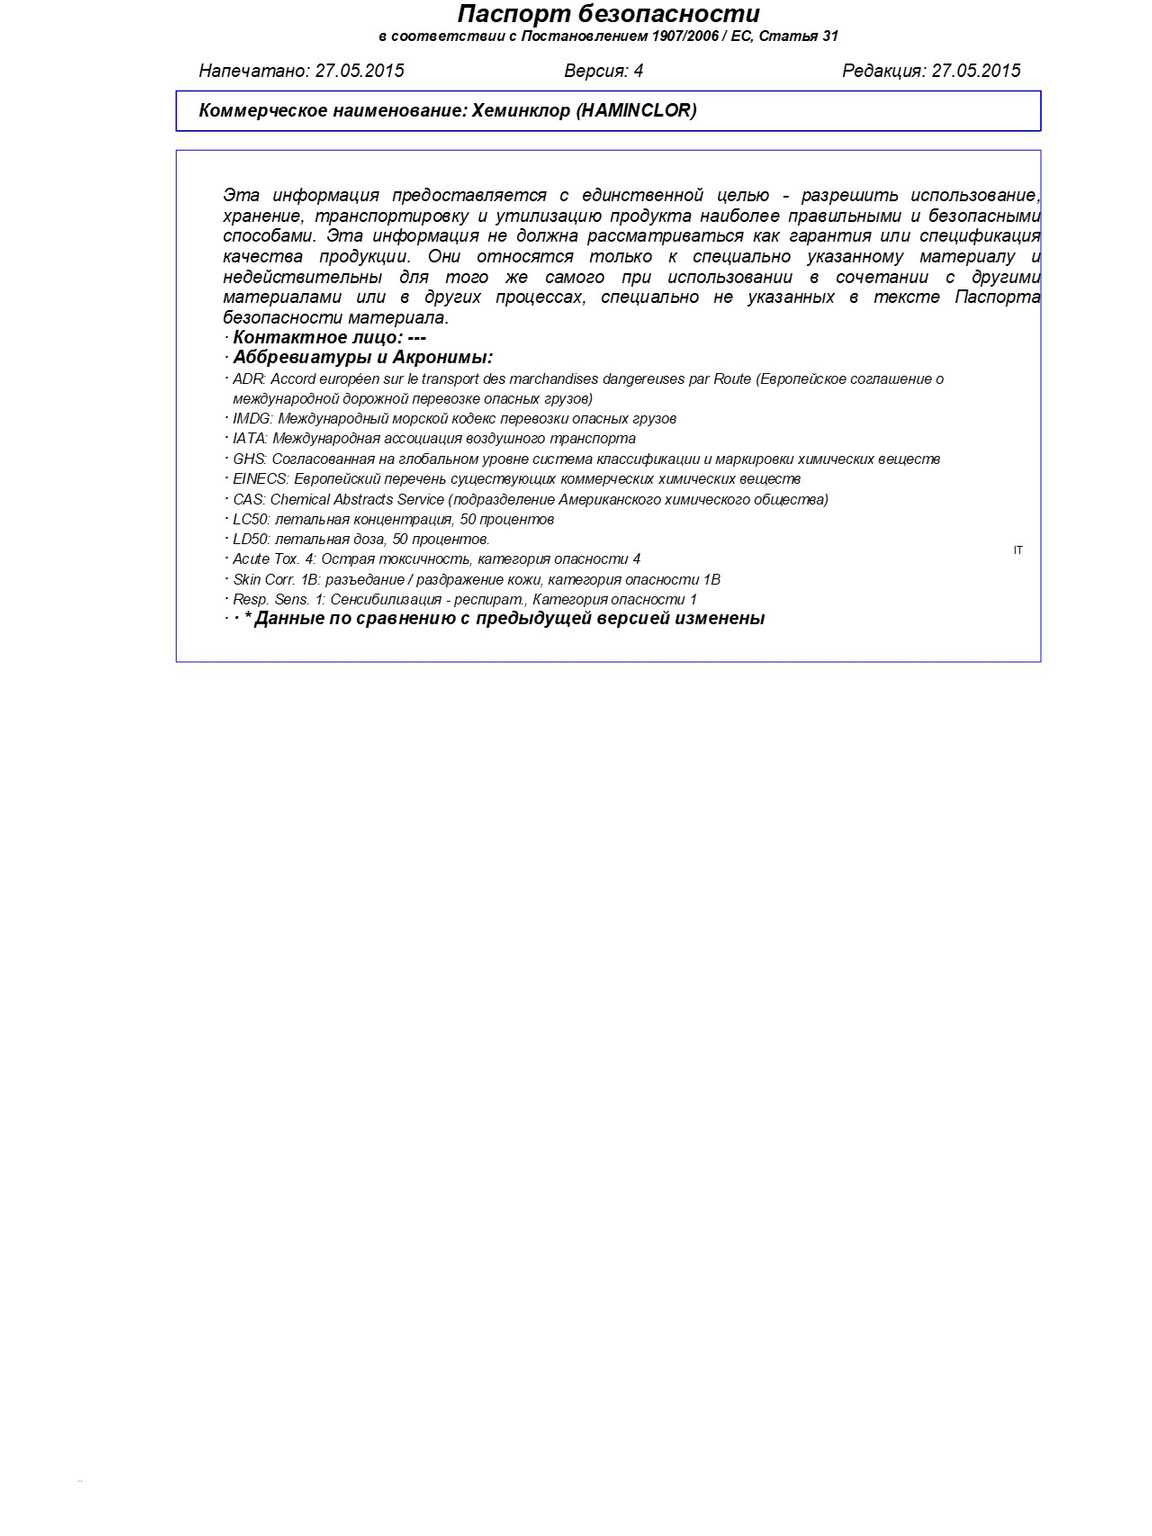 Паспорт безопасности
в соответствии с Постановлением 1907/2006 / ЕС, Статья 31
Напечатано: 27.05.2015 Версия: 4 Редакция: 27.05.2015
Коммерческое наименование: Хеминклор (HAMINCLOR)
Эта информация предоставляется с единственной целью - разрешить использование,
хранение, транспортировку и утилизацию продукта наиболее правильными и безопасными
способами. Эта информация не должна рассматриваться как гарантия или спецификация
качества продукции. Они относятся только к специально указанному материалу и
недействительны для того же самого при использовании в сочетании с другими
материалами или в других процессах, специально не указанных в тексте Паспорта
безопасности материала.
· Контактное лицо: ---
· Аббревиатуры и Акронимы:
· ADR: Accord européen sur le transport des marchandises dangereuses par Route (Европейское соглашение о
международной дорожной перевозке опасных грузов)
· IMDG: Международный морской кодекс перевозки опасных грузов
· IATA: Международная ассоциация воздушного транспорта
· GHS: Согласованная на глобальном уровне система классификации и маркировки химических веществ
· EINECS: Европейский перечень существующих коммерческих химических веществ
· CAS: Chemical Abstracts Service (подразделение Американского химического общества)
· LC50: летальная концентрация, 50 процентов
· LD50: летальная доза, 50 процентов.
IT
· Acute Tox. 4: Острая токсичность, категория опасности 4
· Skin Corr. 1B: разъедание / раздражение кожи, категория опасности 1B
· Resp. Sens. 1: Сенсибилизация - респират., Категория опасности 1
· · * Данные по сравнению с предыдущей версией изменены